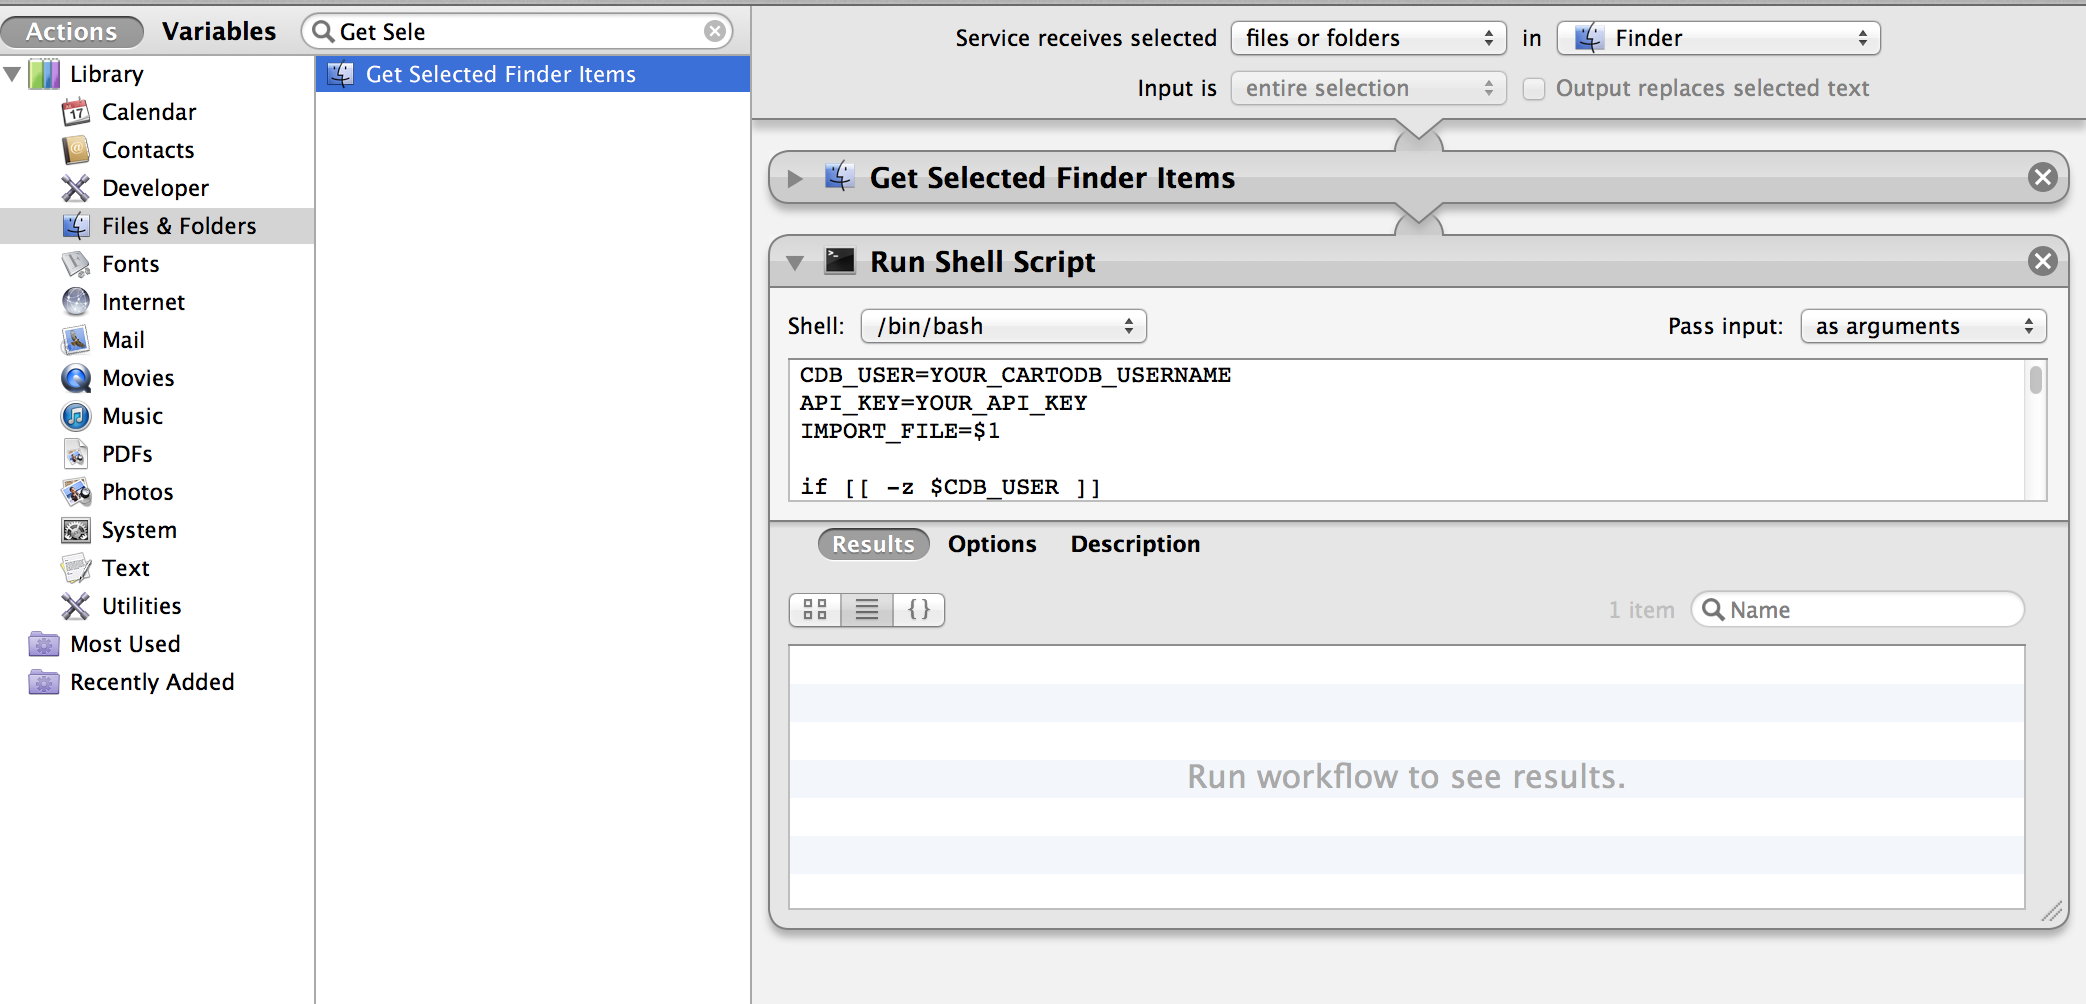 Actions Variables Get Sele
Library
Calendar
Contacts
Developer
Files & Folders
Fonts
Internet
Mail
Movies
Music
PDFs
Photos
System
Text
Utilities
Most Used
Recently Added
Get Selected Finder Items
Service receives selected files or folders in Finder
Input is entire selection Output replaces selected text
Get Selected Finder Items
Run Shell Script
Shell: /bin/bash Pass input: as arguments
CDB_USER=YOUR_CARTODB_USERNAME
API_KEY=YOUR_API_KEY
IMPORT_FILE=$1
if [[ -z $CDB_USER ]]
Results Options Description
{} 1 item Name
Run workflow to see results.